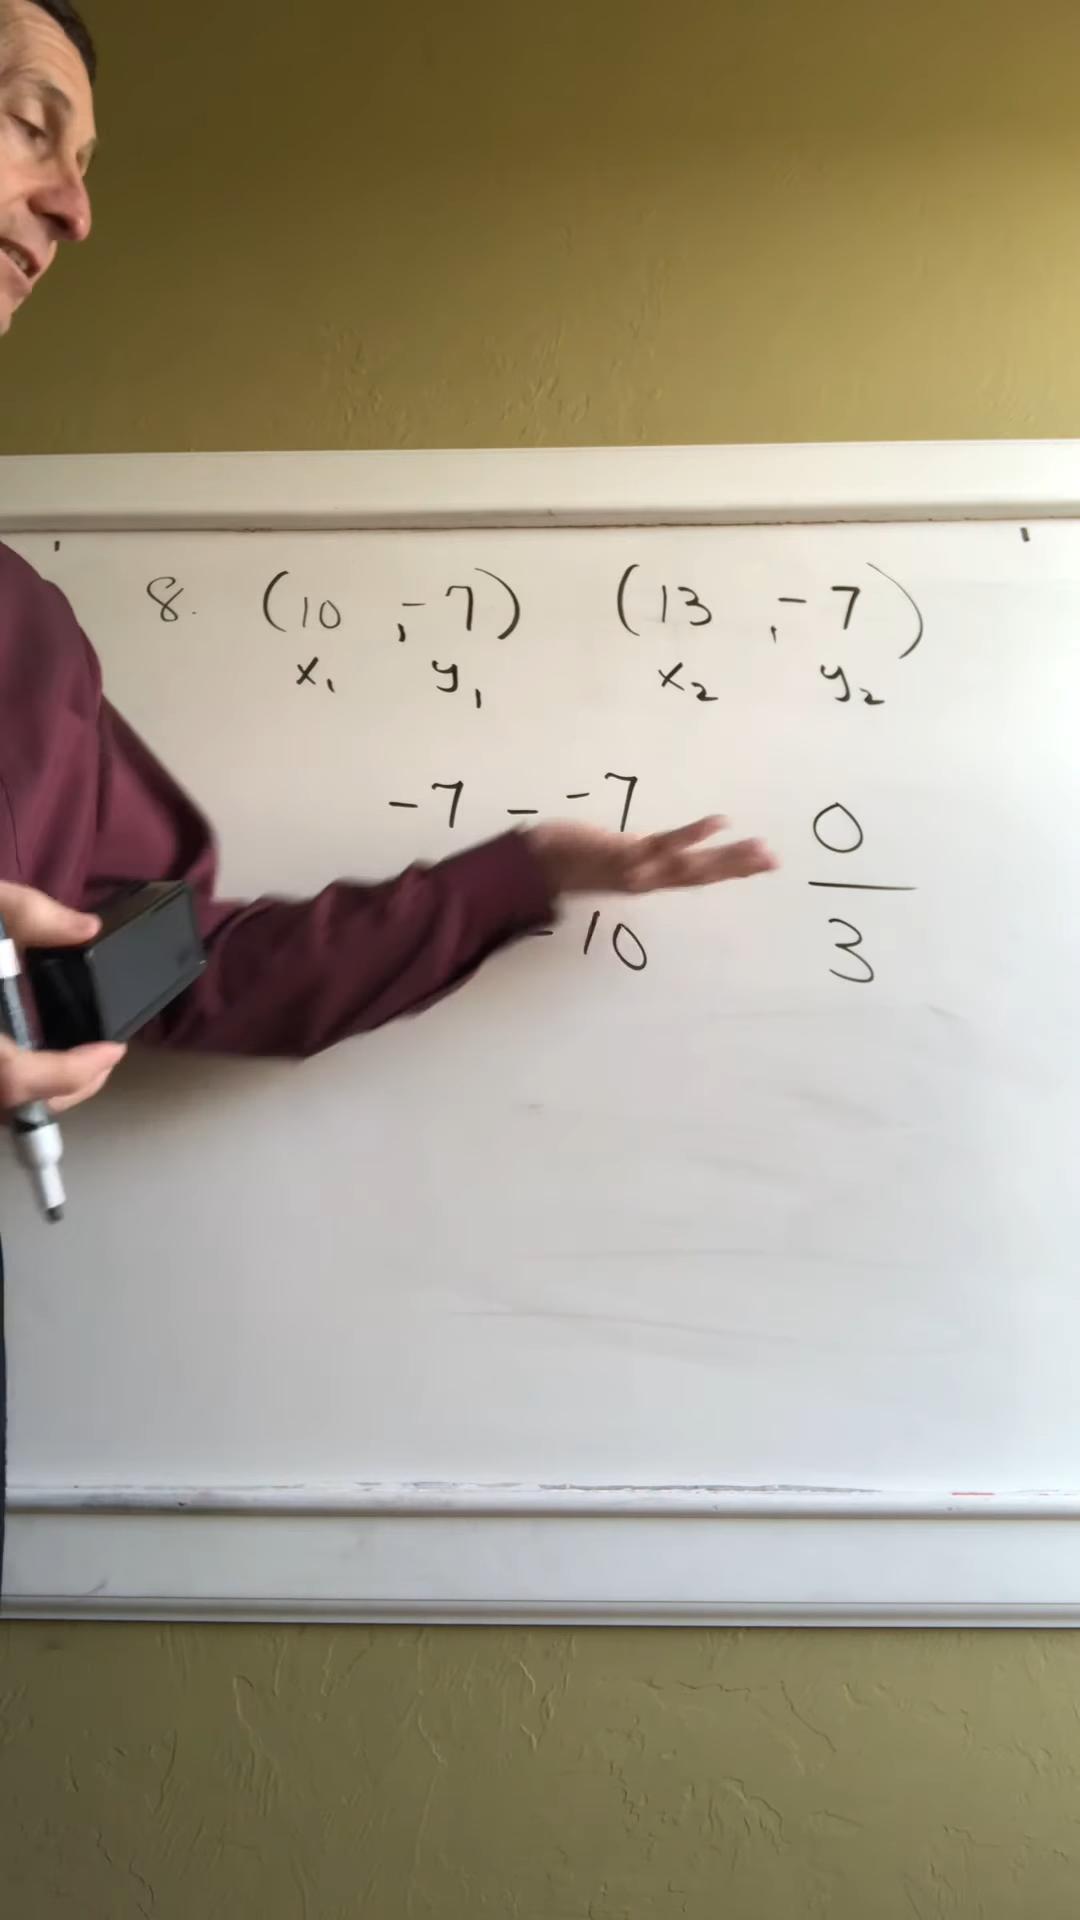 8. (10, -7) (13, -7)
x₁ y₁ x₂ y₂
-7 - -7 0
- 10 3